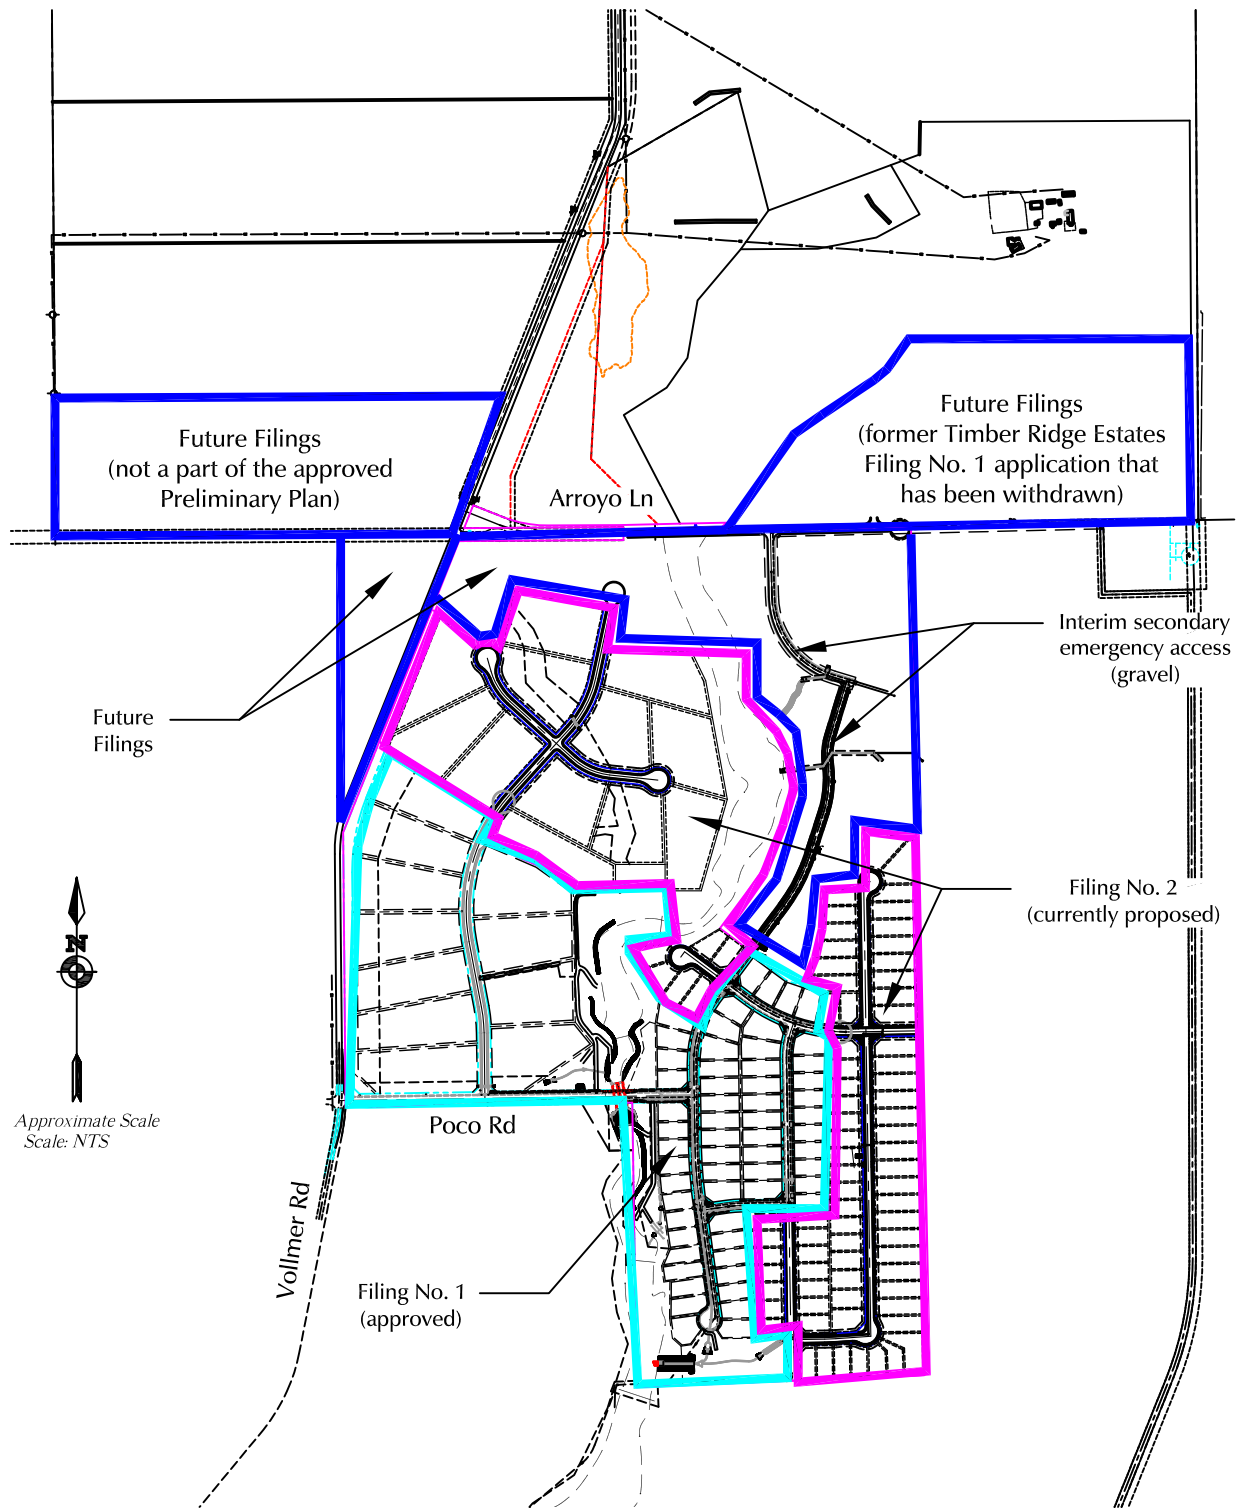 Future Filings
(not a part of the approved
Preliminary Plan)
Future Filings
(former Timber Ridge Estates
Filing No. 1 application that
has been withdrawn)
Arroyo Ln
Interim secondary
emergency access
(gravel)
Future
Filings
Filing No. 2
(currently proposed)
N
Approximate Scale
Scale: NTS
Poco Rd
Vollmer Rd
Filing No. 1
(approved)